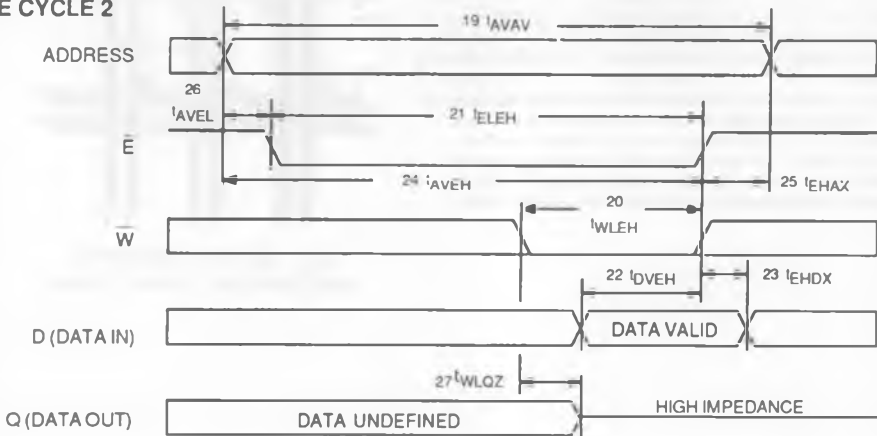 E CYCLE 2
19 tAVAV
ADDRESS
26
tAVEL
21 tELEH
E
24 tAVEH
25 tEHAX
20
tWLEH
W
22 tDVEH
23 tEHDX
D (DATA IN)
DATA VALID
27 tWLQZ
Q (DATA OUT)
DATA UNDEFINED
HIGH IMPEDANCE